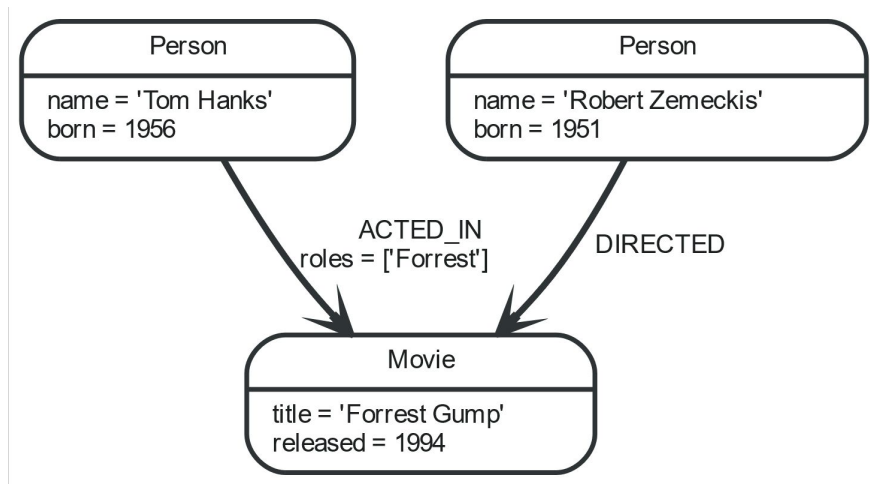 Person
name = 'Tom Hanks'
born = 1956
Person
name = 'Robert Zemeckis'
born = 1951
ACTED_IN
roles = ['Forrest']
DIRECTED
Movie
title = 'Forrest Gump'
released = 1994